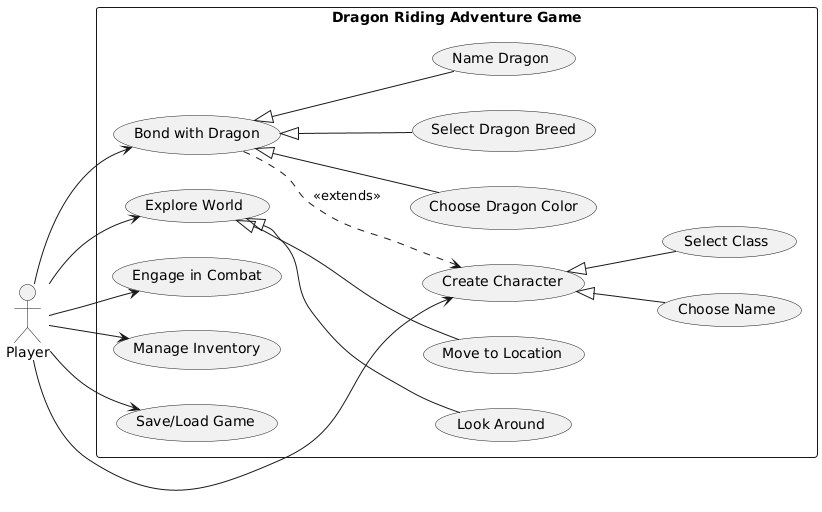 Dragon Riding Adventure Game
Name Dragon
Select Dragon Breed
Bond with Dragon
«extends»
Choose Dragon Color
Explore World
Select Class
Engage in Combat
Create Character
Choose Name
Player
Manage Inventory
Move to Location
Save/Load Game
Look Around